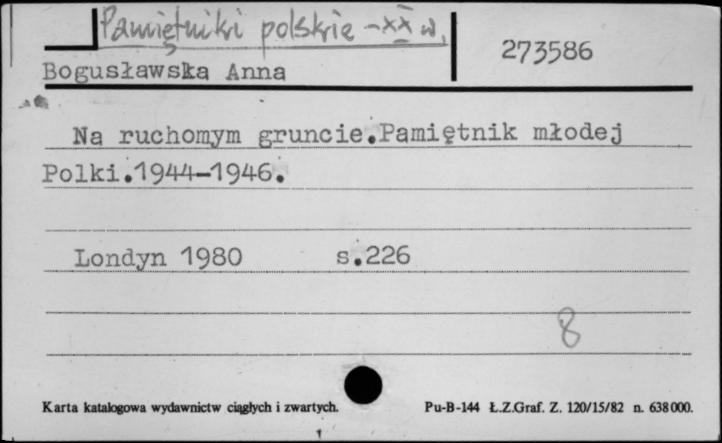 Pamiętniki polskie - XX w.
273586
Bogusławska Anna
Na ruchomym gruncie.Pamiętnik młodej
Polki.1944-1946.
Londyn 1980 s.226
8
Karta katalogowa wydawnictw ciągłych i zwartych. Pu-B-144 Ł.Z.Graf. Z. 120/15/82 n. 638000.